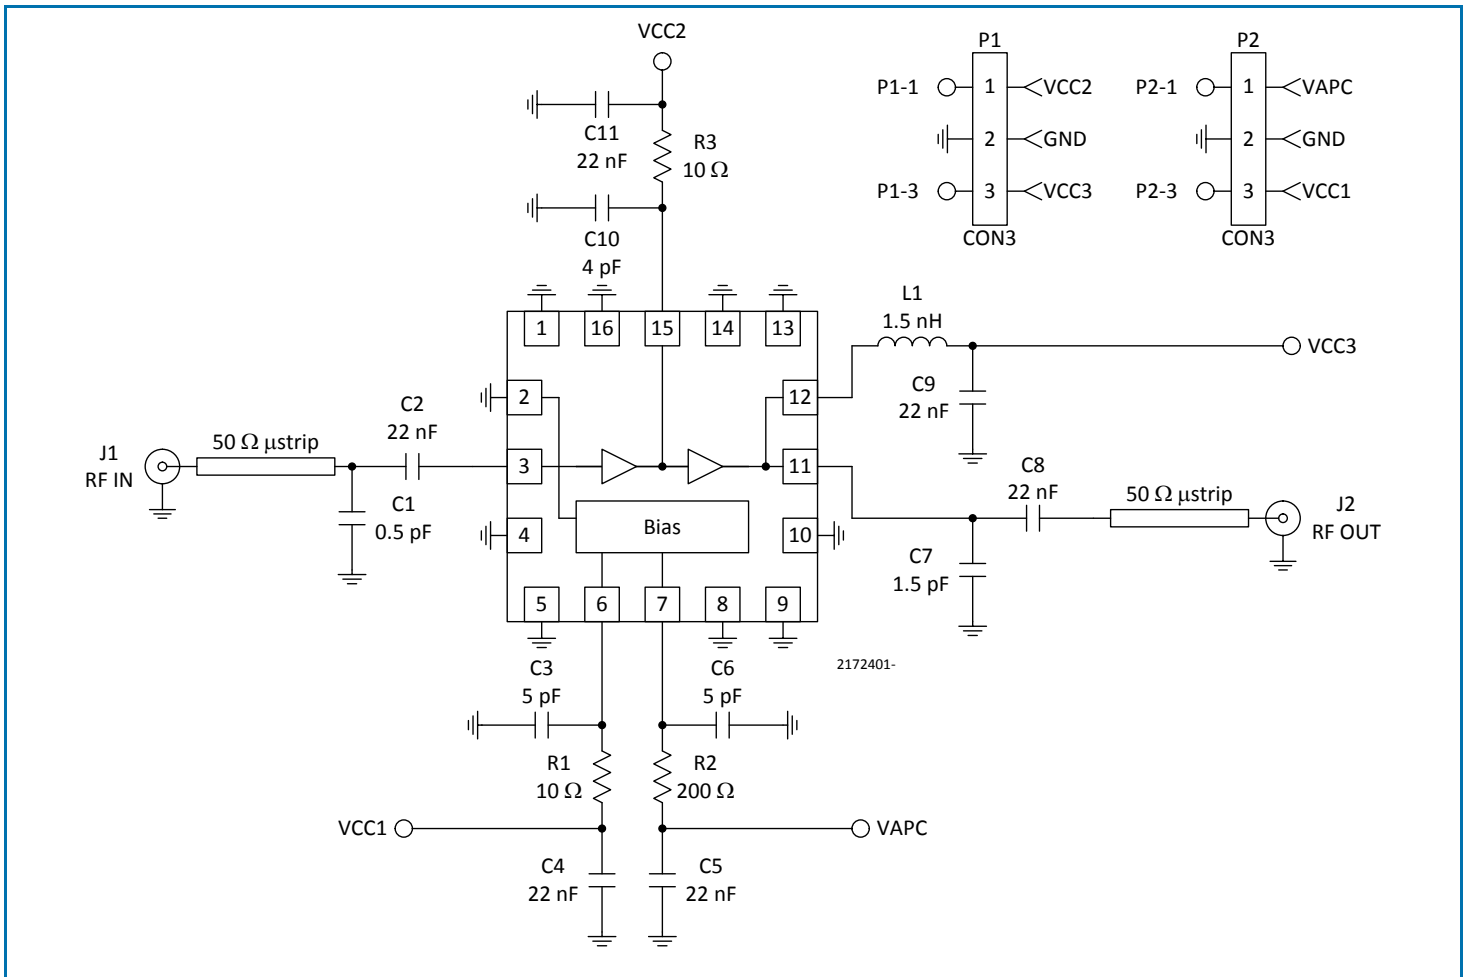 VCC2
P1
P2
P1-1
1
VCC2
P2-1
1
VAPC
C11
22 nF
R3
10 Ω
2
GND
2
GND
P1-3
3
VCC3
P2-3
3
VCC1
CON3
CON3
C10
4 pF
L1
1.5 nH
1
16
15
14
13
VCC3
2
12
C9
22 nF
C2
22 nF
J1
RF IN
50 Ω µstrip
3
11
C8
22 nF
50 Ω µstrip
J2
RF OUT
C1
0.5 pF
4
Bias
10
C7
1.5 pF
5
6
7
8
9
2172401-
C3
5 pF
C6
5 pF
R1
10 Ω
R2
200 Ω
VCC1
VAPC
C4
22 nF
C5
22 nF